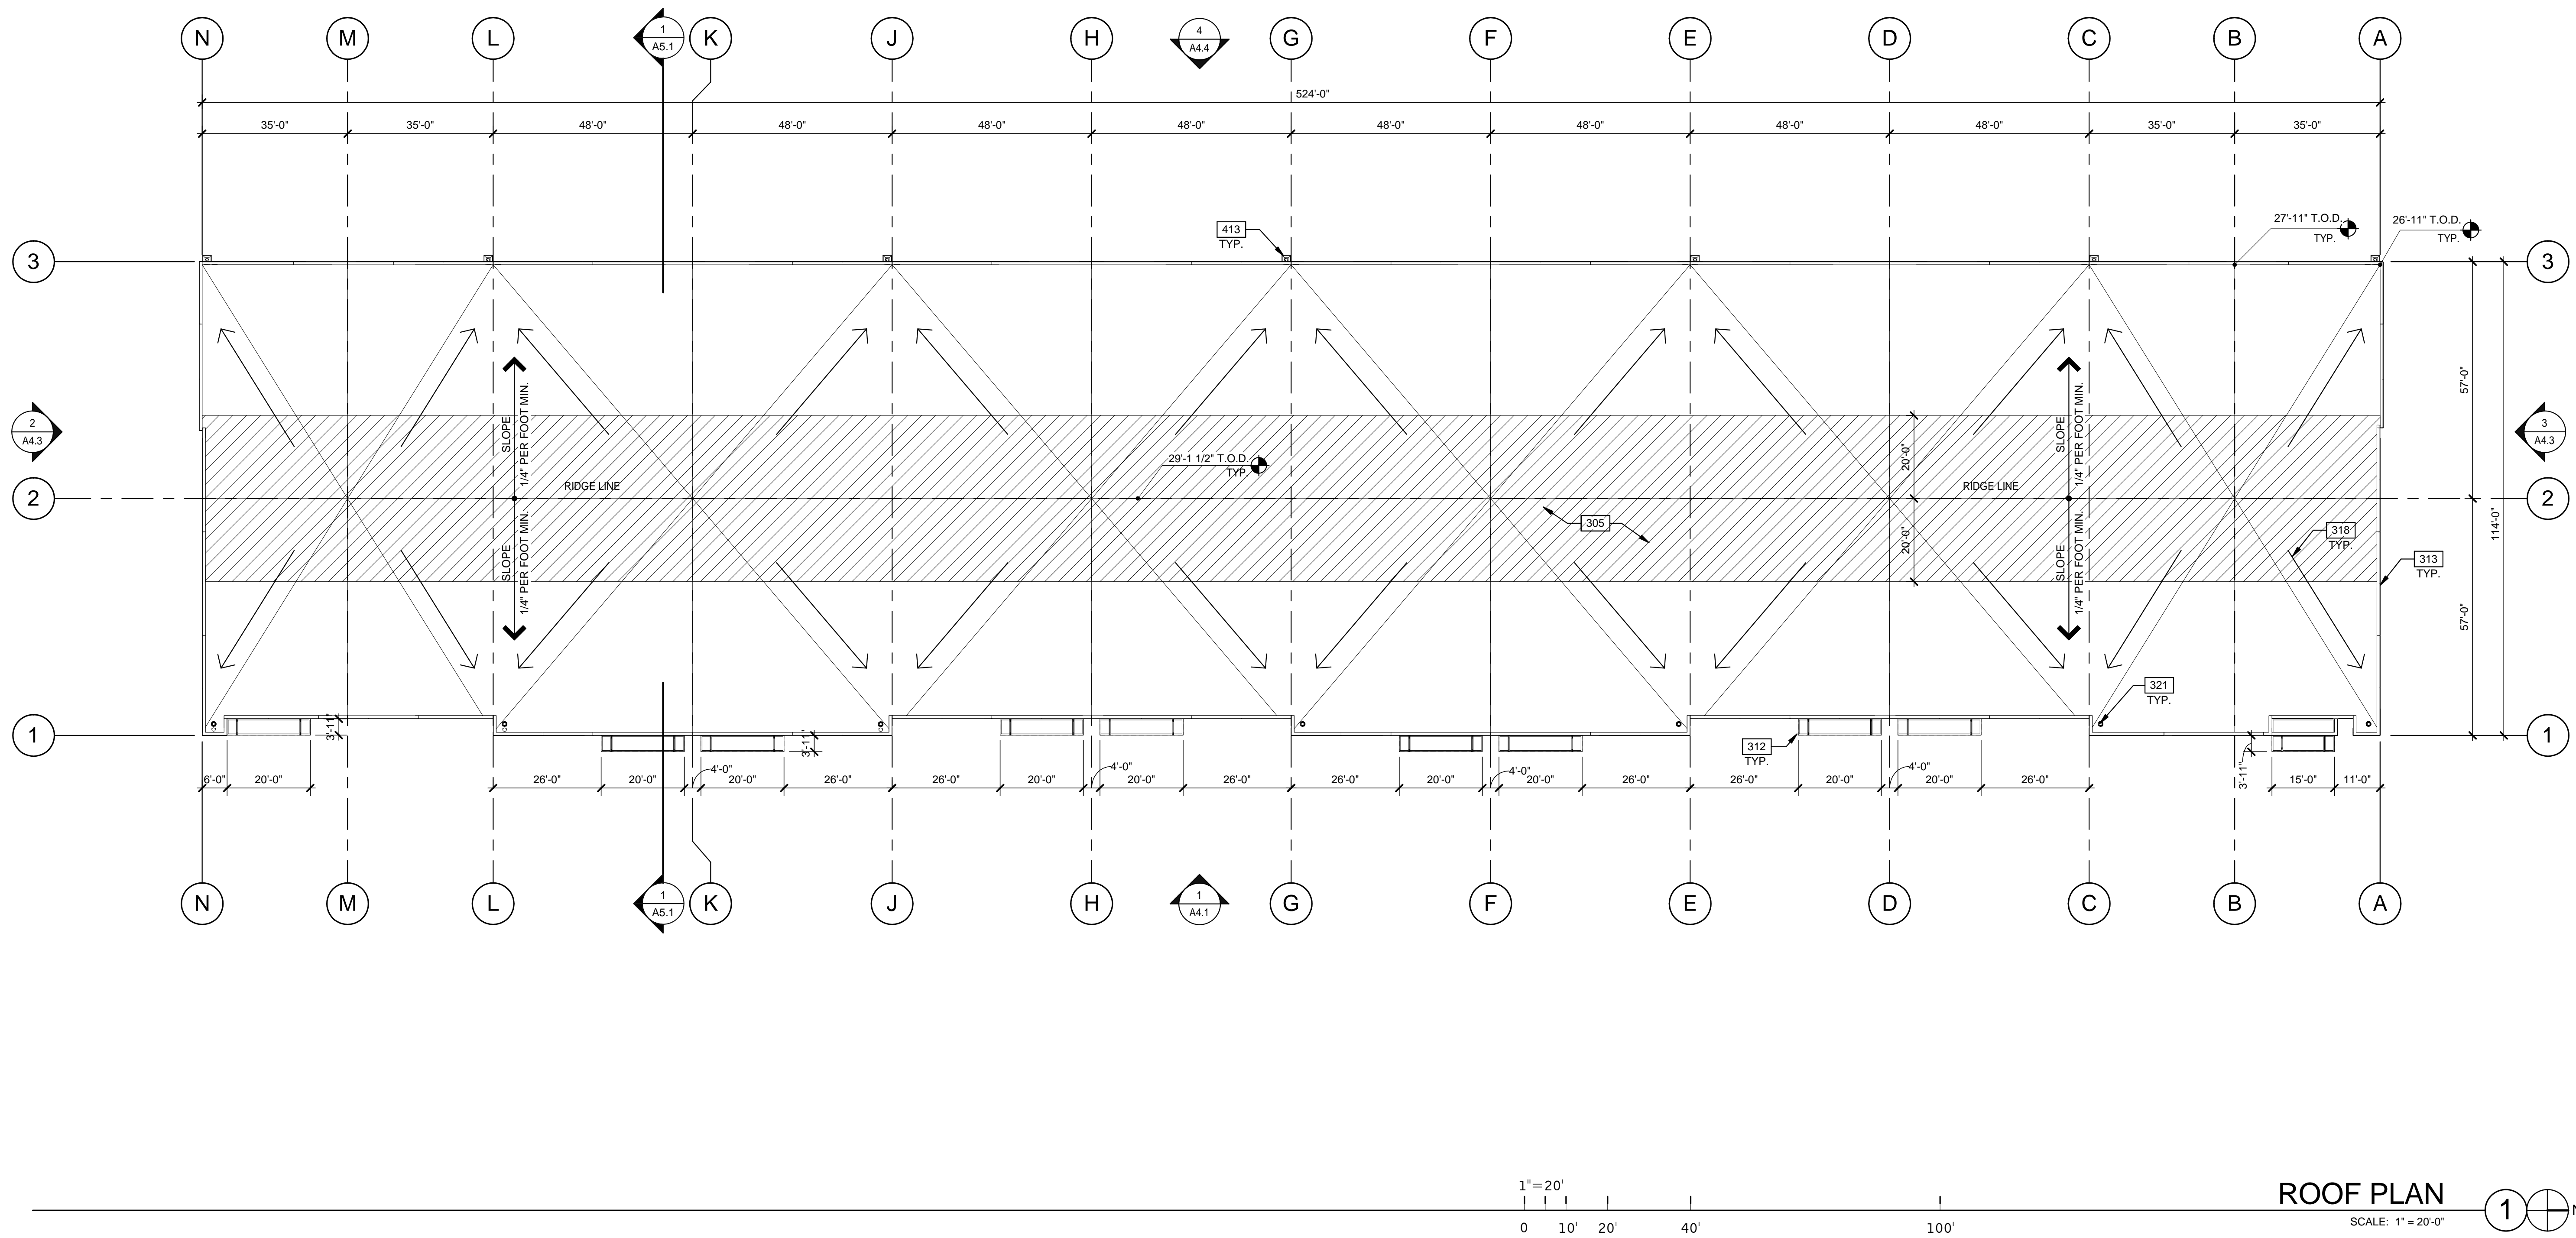 N M L 1 K J H 4 G F E D C B A
A5.1 A4.4
524'-0"
35'-0" 35'-0" 48'-0" 48'-0" 48'-0" 48'-0" 48'-0" 48'-0" 48'-0" 48'-0" 35'-0" 35'-0"
27'-11" T.O.D. 26'-11" T.O.D.
413
TYP. TYP. TYP.
3 3
57'-0"
SLOPE
1/4" PER FOOT MIN.
SLOPE
1/4" PER FOOT MIN.
2
A4.3
3
A4.3
20'-0"
29'-1 1/2" T.O.D.
TYP.
RIDGE LINE RIDGE LINE
2 2
305
114'-0"
20'-0"
318
TYP.
313
TYP.
SLOPE
1/4" PER FOOT MIN.
SLOPE
1/4" PER FOOT MIN.
57'-0"
321
TYP.
3'-11" 3'-11"
1 1
312
TYP.
4'-0" 4'-0" 4'-0" 4'-0"
3'-11"
6'-0" 20'-0" 26'-0" 20'-0" 20'-0" 26'-0" 26'-0" 20'-0" 20'-0" 26'-0" 26'-0" 20'-0" 20'-0" 26'-0" 26'-0" 20'-0" 20'-0" 26'-0" 15'-0" 11'-0"
N M L 1 K J H 1 G F E D C B A
A5.1 A4.1
1"=20'
0 10' 20' 40' 100'
ROOF PLAN
SCALE: 1" = 20'-0"
1
N